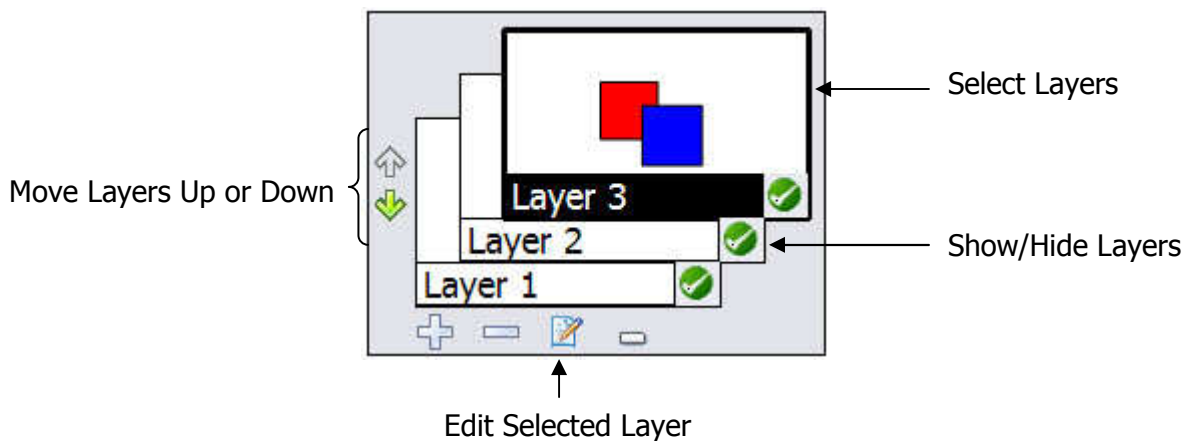 Select Layers
Move Layers Up or Down
Layer 3
Layer 2
Show/Hide Layers
Layer 1
Edit Selected Layer